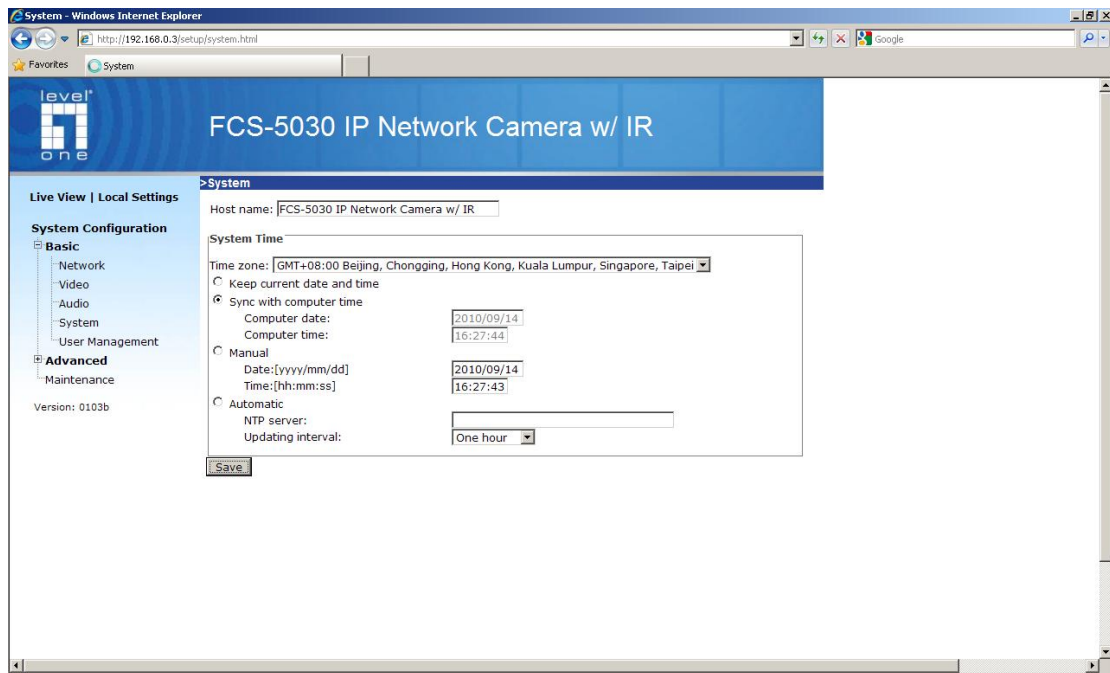 System - Windows Internet Explorer
http://192.168.0.3/setup/system.html
Google
Favorites System
level one
FCS-5030 IP Network Camera w/ IR
>System
Live View | Local Settings
System Configuration
Basic
Network
Video
Audio
System
User Management
Advanced
Maintenance
Version: 0103b
Host name: FCS-5030 IP Network Camera w/ IR
System Time
Time zone: GMT+08:00 Beijing, Chongging, Hong Kong, Kuala Lumpur, Singapore, Taipei
Keep current date and time
Sync with computer time
Computer date: 2010/09/14
Computer time: 16:27:44
Manual
Date:[yyyy/mm/dd] 2010/09/14
Time:[hh:mm:ss] 16:27:43
Automatic
NTP server:
Updating interval: One hour
Save